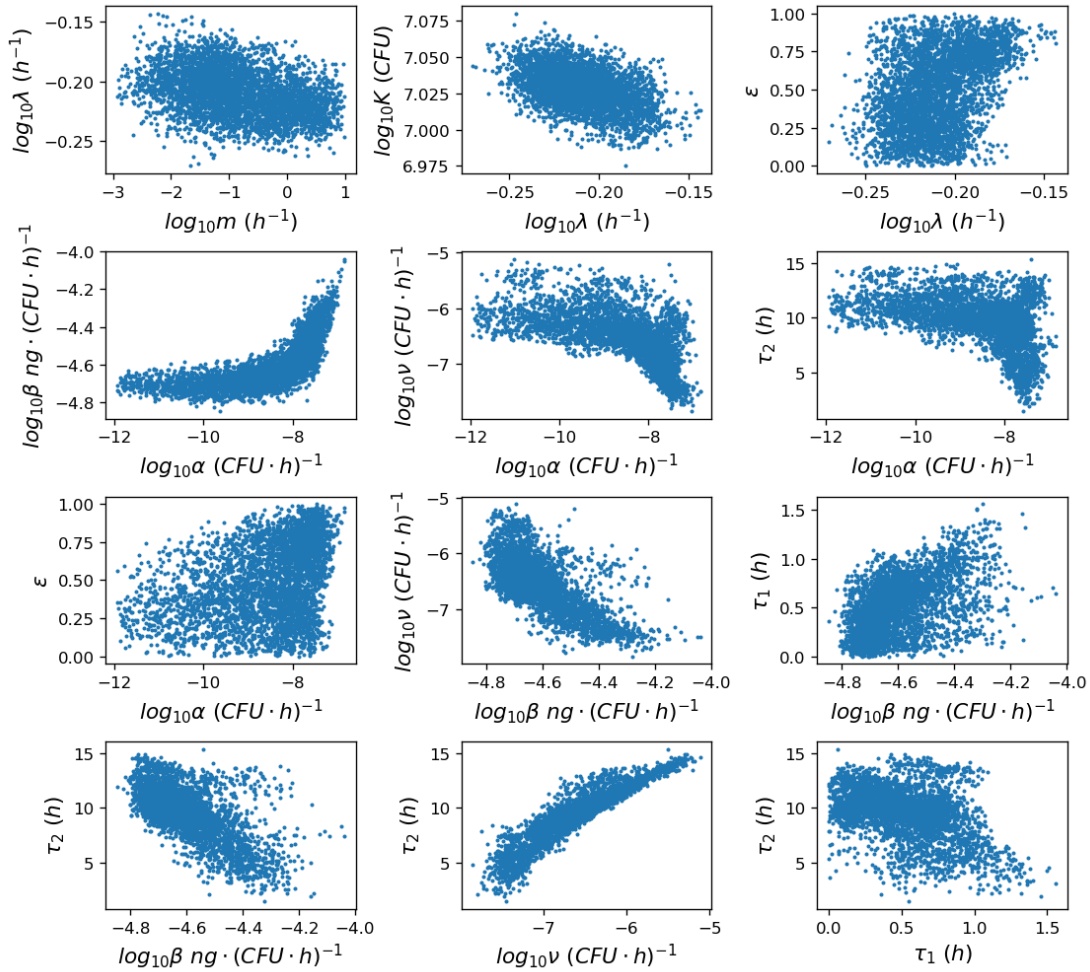 log₁₀λ (h⁻¹)
−0.15
−0.20
−0.25
−3 −2 −1 0 1
log₁₀m (h⁻¹)
log₁₀K (CFU)
7.075
7.050
7.025
7.000
6.975
−0.25 −0.20 −0.15
log₁₀λ (h⁻¹)
ε
1.00
0.75
0.50
0.25
0.00
−0.25 −0.20 −0.15
log₁₀λ (h⁻¹)
log₁₀β ng · (CFU · h)⁻¹
−4.0
−4.2
−4.4
−4.6
−4.8
−12 −10 −8
log₁₀α (CFU · h)⁻¹
log₁₀ν (CFU · h)⁻¹
−5
−6
−7
−12 −10 −8
log₁₀α (CFU · h)⁻¹
τ₂ (h)
15
10
5
−12 −10 −8
log₁₀α (CFU · h)⁻¹
ε
1.00
0.75
0.50
0.25
0.00
−12 −10 −8
log₁₀α (CFU · h)⁻¹
log₁₀ν (CFU · h)⁻¹
−5
−6
−7
−4.8 −4.6 −4.4 −4.2 −4.0
log₁₀β ng · (CFU · h)⁻¹
τ₁ (h)
1.5
1.0
0.5
0.0
−4.8 −4.6 −4.4 −4.2 −4.0
log₁₀β ng · (CFU · h)⁻¹
τ₂ (h)
15
10
5
−4.8 −4.6 −4.4 −4.2 −4.0
log₁₀β ng · (CFU · h)⁻¹
τ₂ (h)
15
10
5
−7 −6 −5
log₁₀ν (CFU · h)⁻¹
τ₂ (h)
15
10
5
0.0 0.5 1.0 1.5
τ₁ (h)